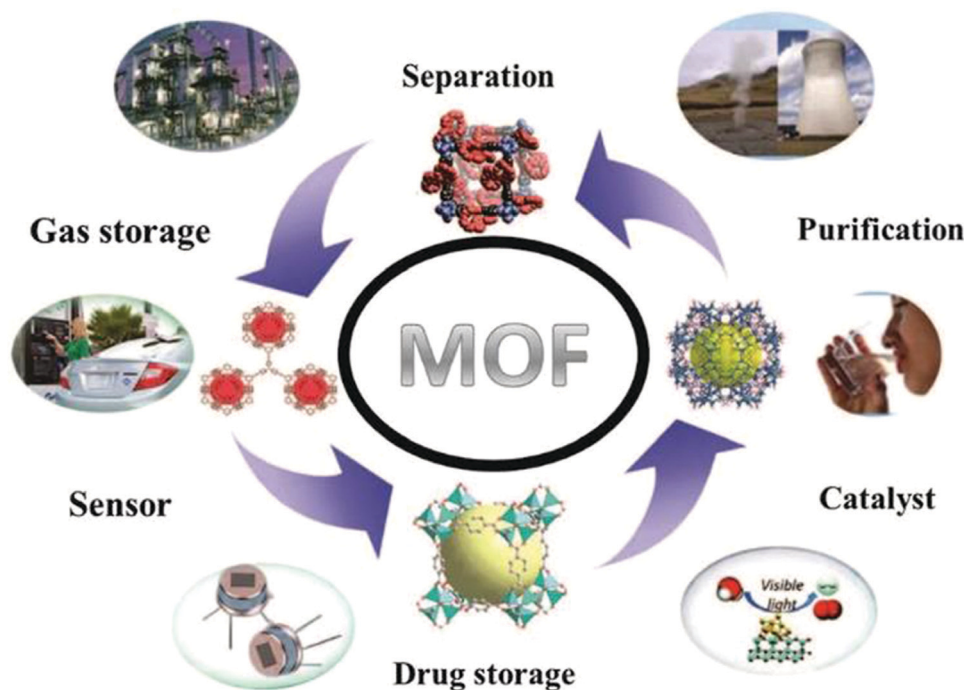 Separation
Gas storage
Purification
MOF
Sensor
Catalyst
Visible
light
Drug storage